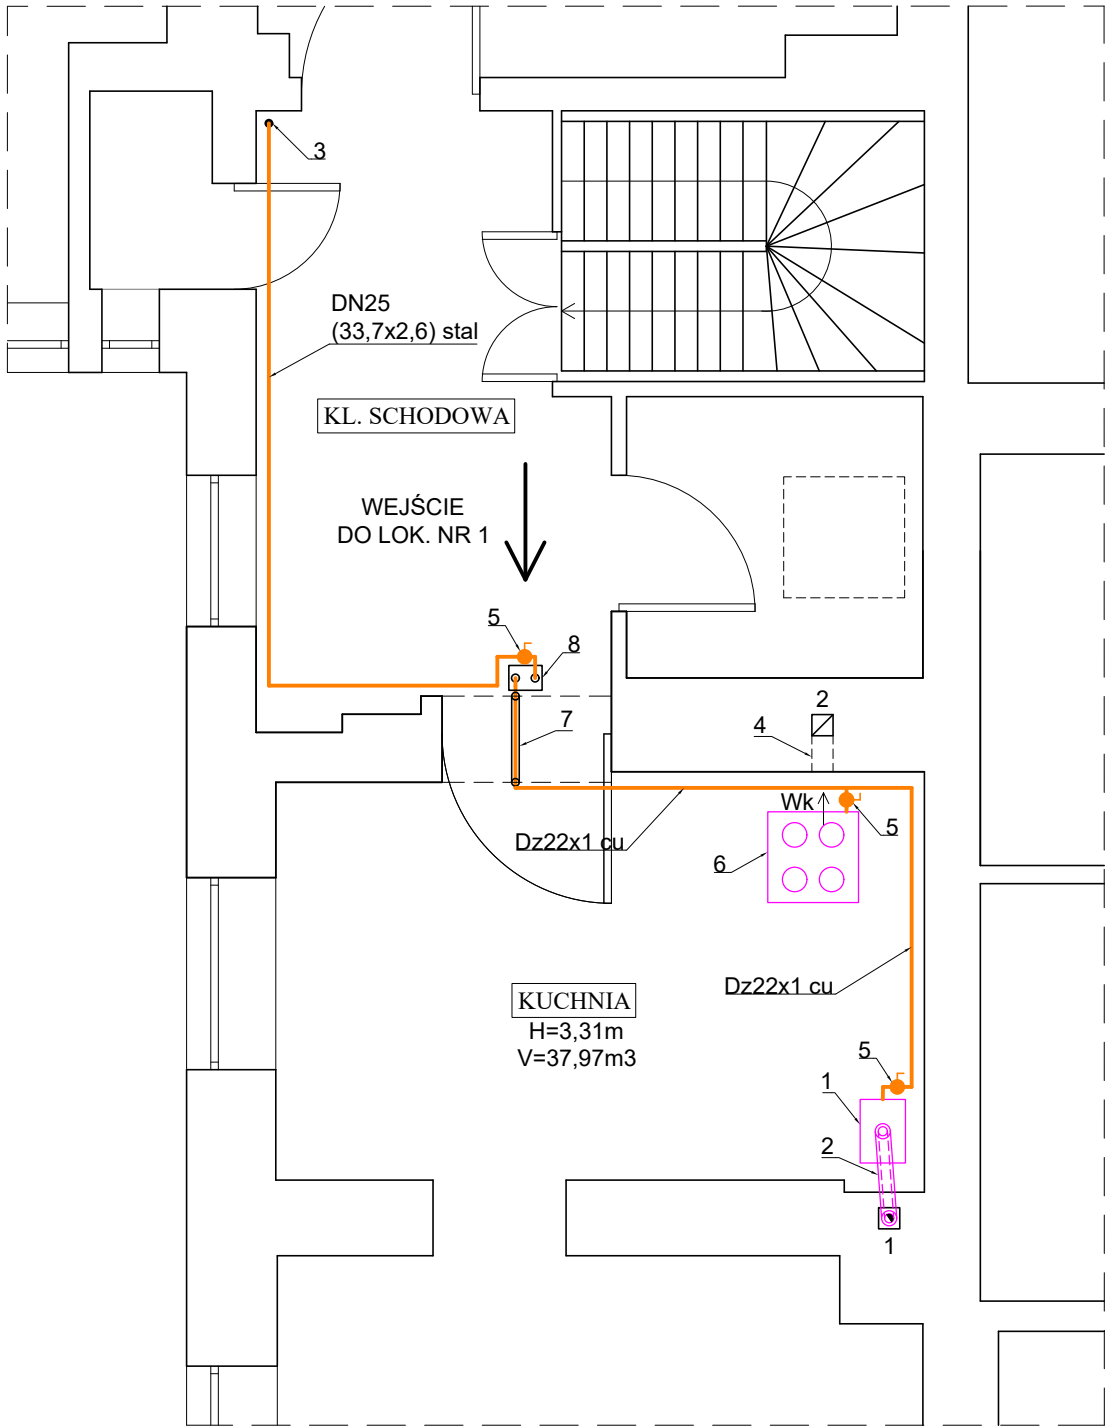 3
DN25
(33,7x2,6) stal
KL. SCHODOWA
WEJŚCIE
DO LOK. NR 1
5
8
7
2
4
Wk
5
Dz22x1 cu
6
Dz22x1 cu
KUCHNIA
H=3,31m
V=37,97m3
5
1
2
1